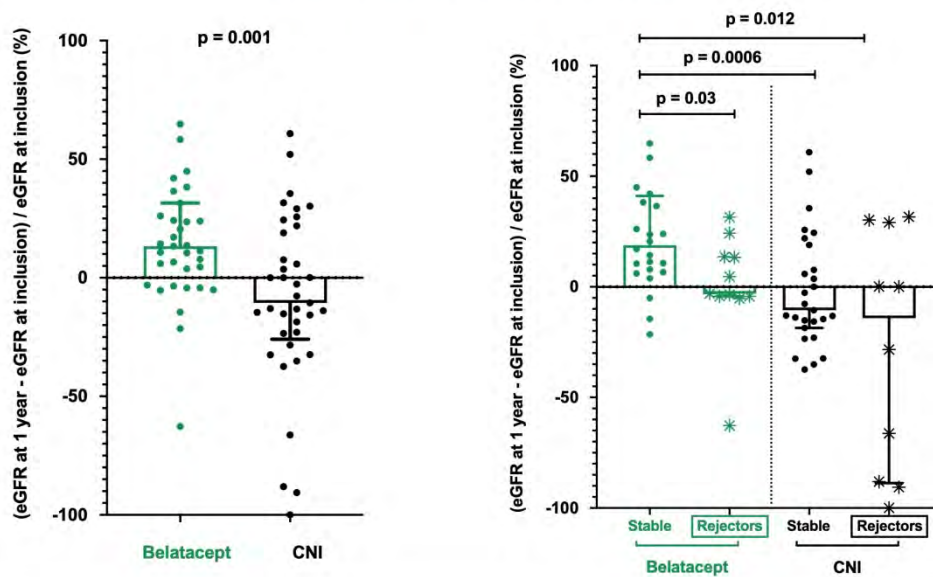 (eGFR at 1 year - eGFR at inclusion) / eGFR at inclusion (%)
p = 0.001
100
50
0
-50
-100
Belatacept
CNI
(eGFR at 1 year - eGFR at inclusion) / eGFR at inclusion (%)
p = 0.012
p = 0.0006
p = 0.03
100
50
0
-50
-100
Stable
Rejectors
Stable
Rejectors
Belatacept
CNI